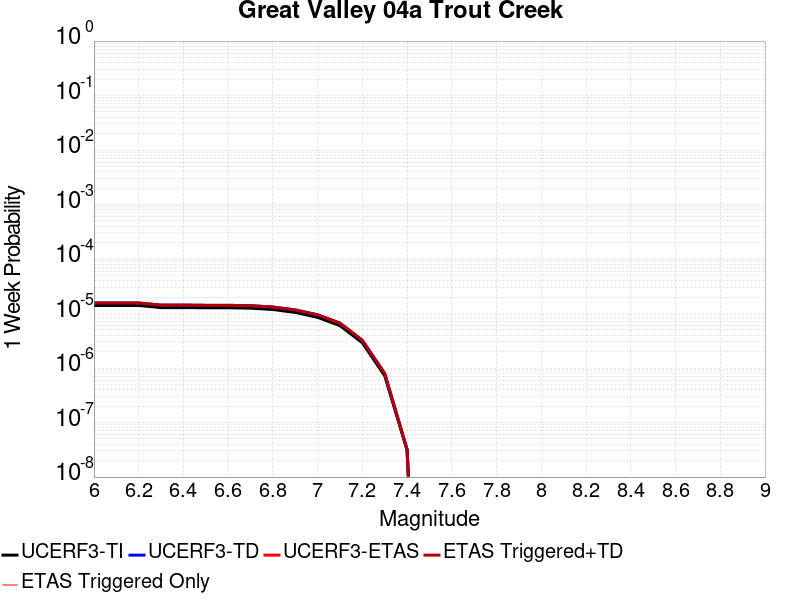 Great Valley 04a Trout Creek
1 Week Probability
10^0
10^-1
10^-2
10^-3
10^-4
10^-5
10^-6
10^-7
10^-8
6 6.2 6.4 6.6 6.8 7 7.2 7.4 7.6 7.8 8 8.2 8.4 8.6 8.8 9
Magnitude
UCERF3-TI UCERF3-TD UCERF3-ETAS ETAS Triggered+TD
ETAS Triggered Only